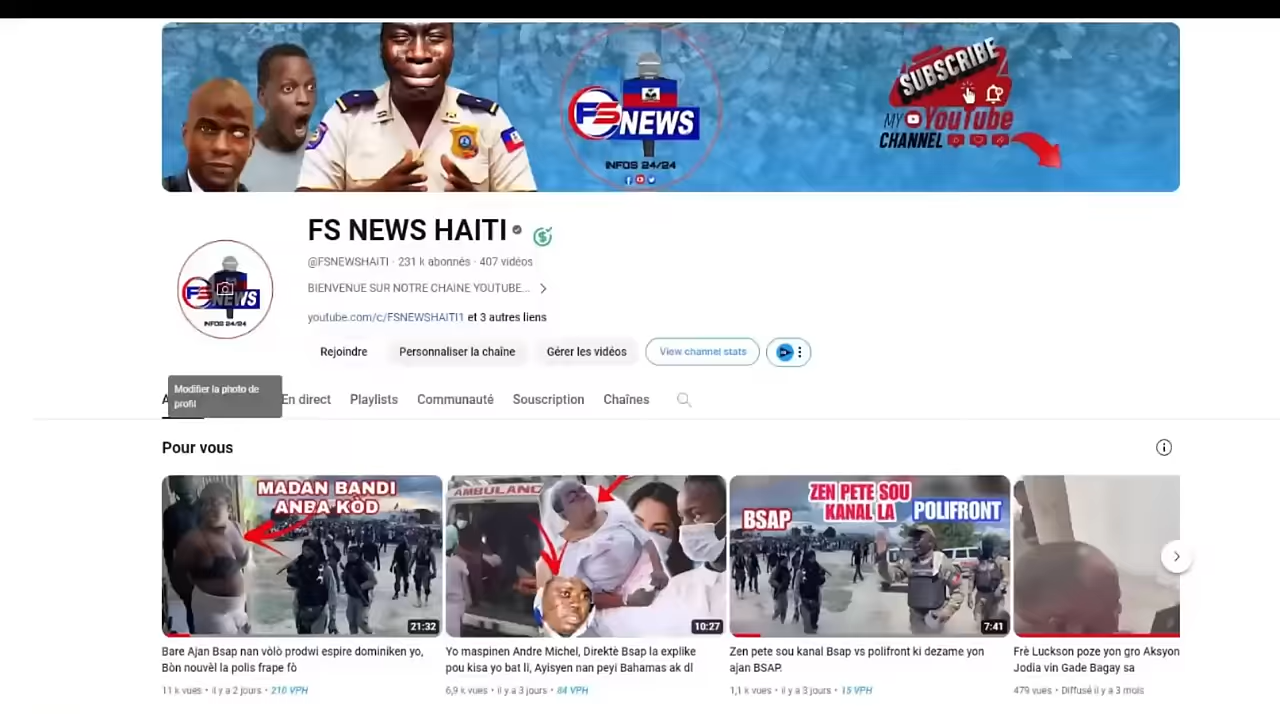 SUBSCRIBE
MY YouTube
CHANNEL
FS NEWS
INFOS 24/24
FS NEWS HAITI
@FSNEWSHAITI · 231 k abonnés · 407 vidéos
BIENVENUE SUR NOTRE CHAINE YOUTUBE...
youtube.com/c/FSNEWSHAITI1 et 3 autres liens
FS NEWS
INFOS 24/24
Rejoindre
Personnaliser la chaîne
Gérer les vidéos
View channel stats
Modifier la photo de
profil
En direct
Playlists
Communauté
Souscription
Chaînes
Pour vous
MADAN BANDI
ANBA KÒD
21:32
AMBULANC
10:27
ZEN PETE SOU
KANAL LA
BSAP
POLIFRONT
7:41
Bare Ajan Bsap nan vòlò prodwi espire dominiken yo,
Bòn nouvèl la polis frape fò
11 k vues • il y a 2 jours • 210 VPH
Yo maspinen Andre Michel, Direktè Bsap la explike
pou kisa yo bat li, Ayisyen nan peyi Bahamas ak dl
6,9 k vues • il y a 3 jours • 84 VPH
Zen pete sou kanal Bsap vs polifront ki dezame yon
ajan BSAP.
1,1 k vues • il y a 3 jours • 15 VPH
Frè Luckson poze yon gro Aksyon
Jodia vin Gade Bagay sa
479 vues • Diffusé il y a 3 mois